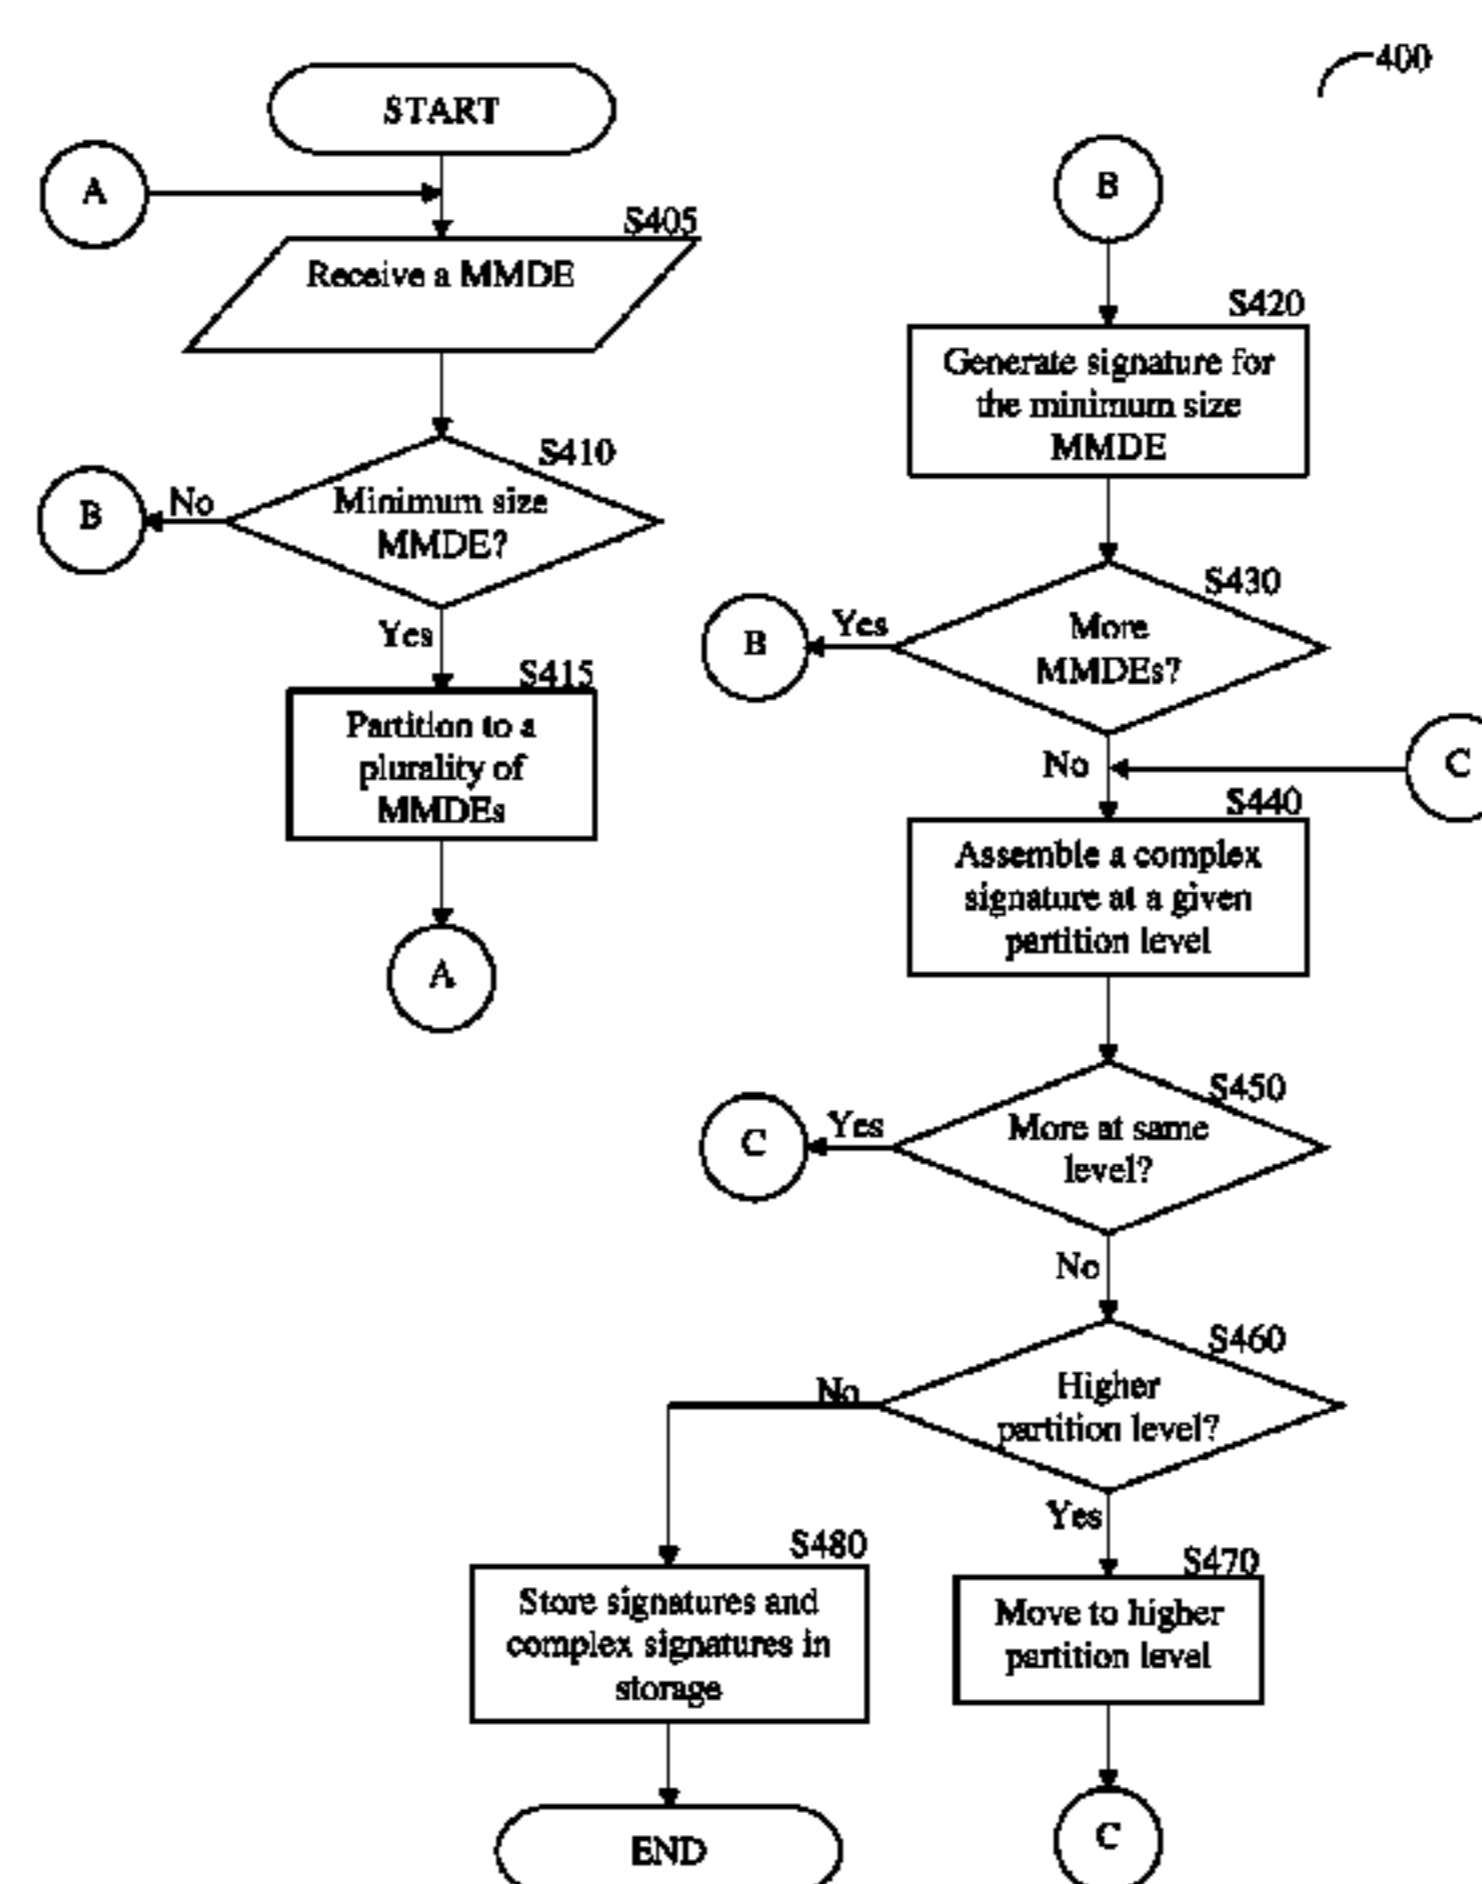 400
START
A
S405
Receive a MMDE
S410
Minimum size
MMDE?
No
B
Yes
S415
Partition to a
plurality of
MMDEs
A
B
S420
Generate signature for
the minimum size
MMDE
S430
More
MMDEs?
Yes
B
No
C
S440
Assemble a complex
signature at a given
partition level
S450
More at same
level?
Yes
C
No
S460
Higher
partition level?
No
Yes
S480
Store signatures and
complex signatures in
storage
END
S470
Move to higher
partition level
C